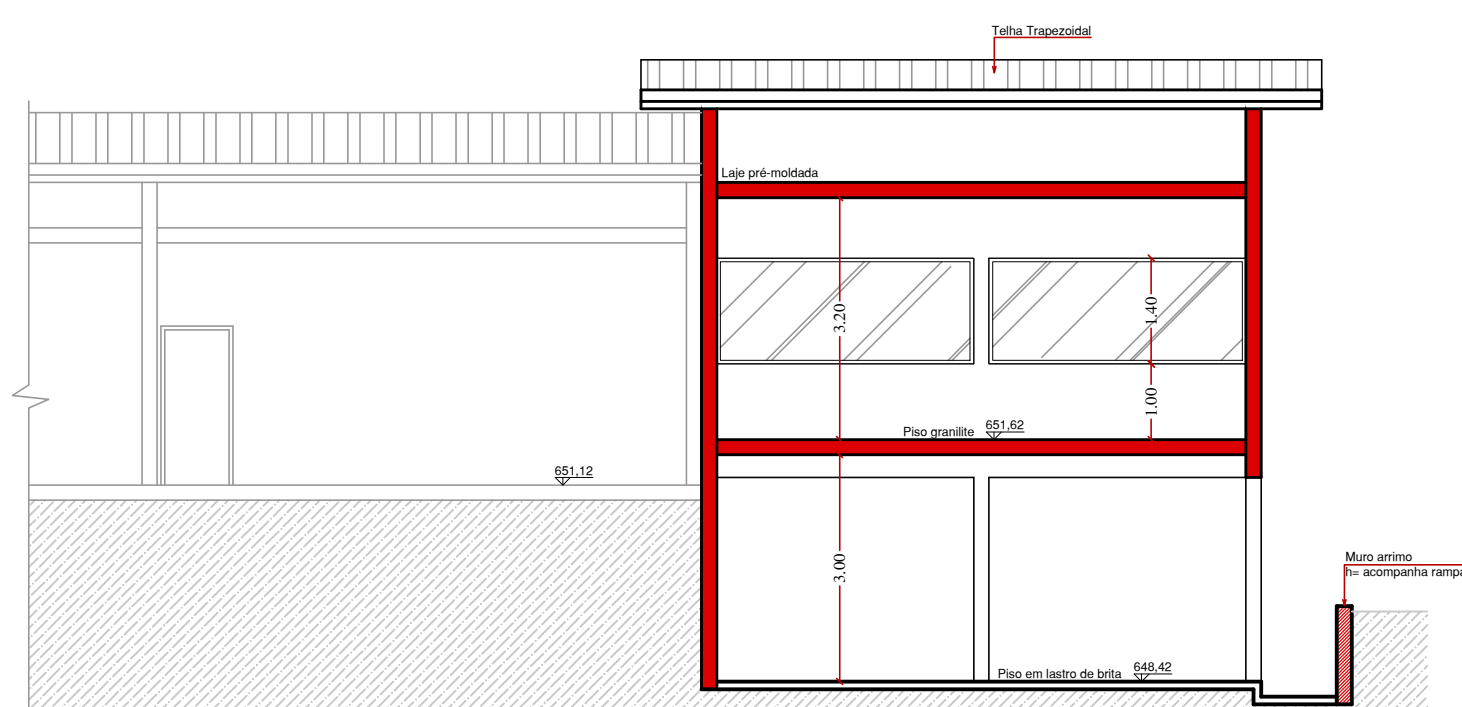 Telha Trapezoidal
Laje pré-moldada
3.20
1.40
1.00
Piso granilite
651,62
651,12
3.00
Muro arrimo
h= acompanha rampa
Piso em lastro de brita
648,42